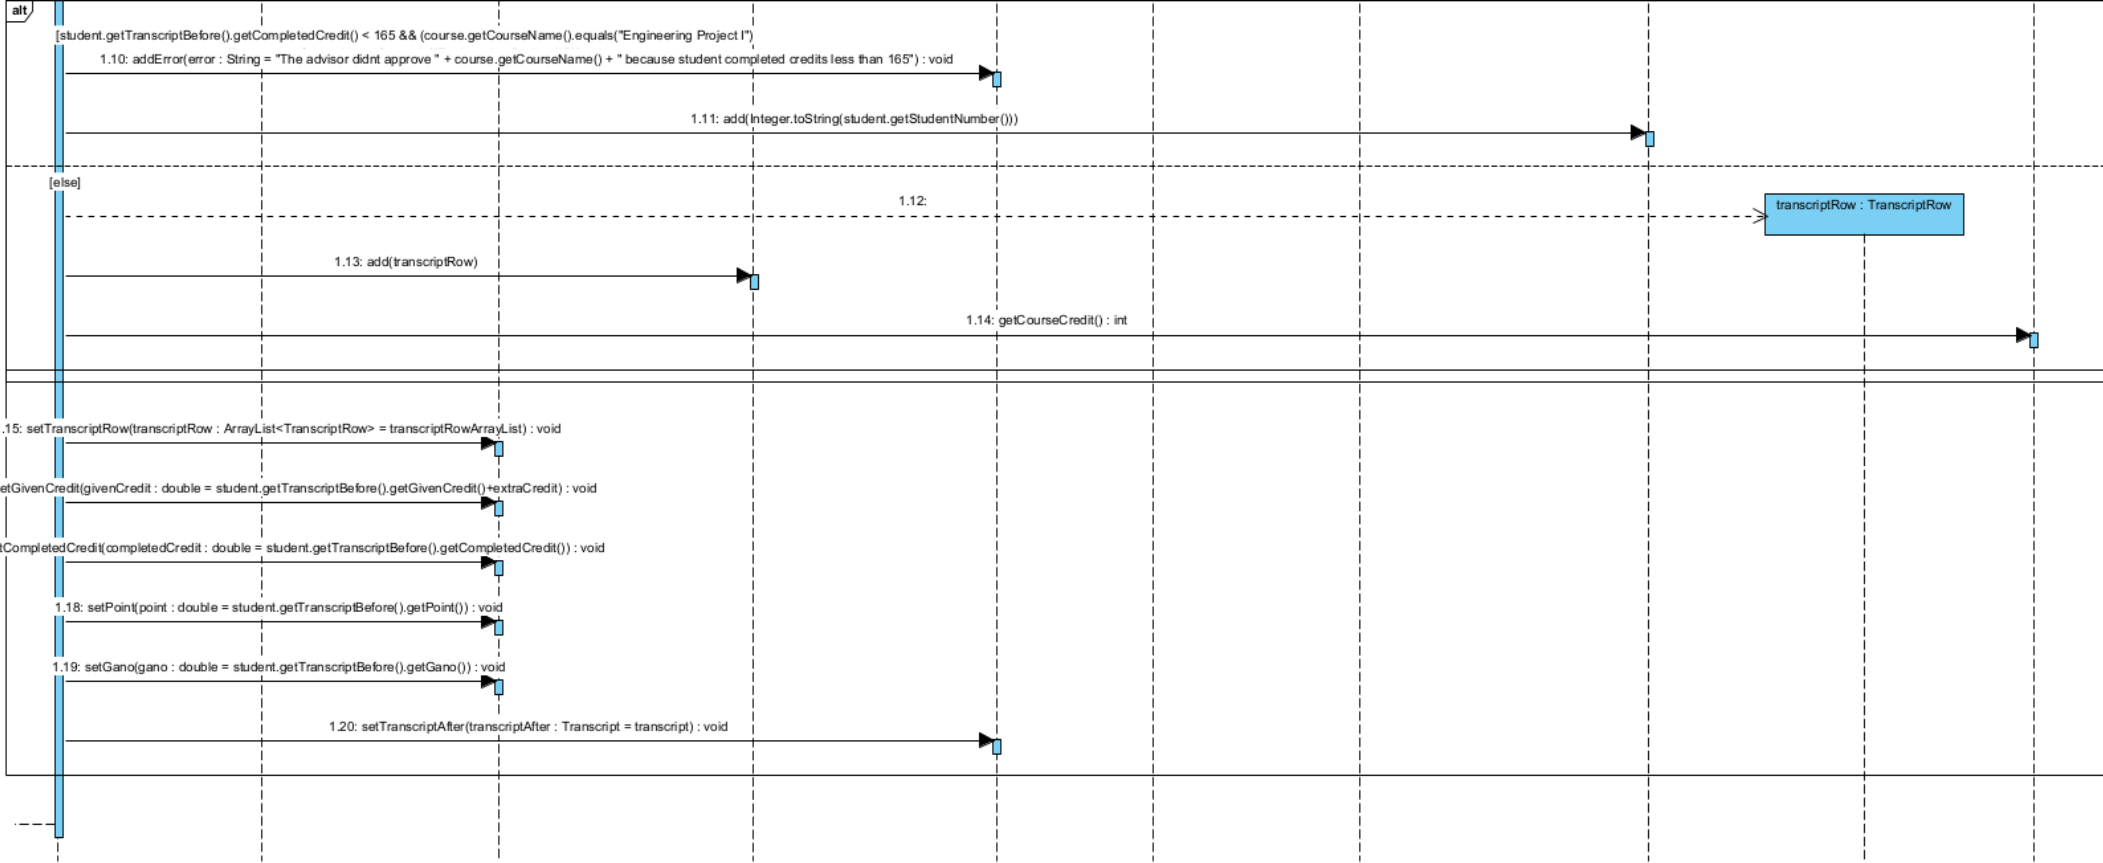 alt
[student.getTranscriptBefore().getCompletedCredit() < 165 && (course.getCourseName().equals("Engineering Project I")
1.10: addError(error : String = "The advisor didnt approve " + course.getCourseName() + " because student completed credits less than 165") : void
1.11: add(Integer.toString(student.getStudentNumber()))
[else]
1.12:
transcriptRow : TranscriptRow
1.13: add(transcriptRow)
1.14: getCourseCredit() : int
.15: setTranscriptRow(transcriptRow : ArrayList<TranscriptRow> = transcriptRowArrayList) : void
etGivenCredit(givenCredit : double = student.getTranscriptBefore().getGivenCredit()+extraCredit) : void
tCompletedCredit(completedCredit : double = student.getTranscriptBefore().getCompletedCredit()) : void
1.18: setPoint(point : double = student.getTranscriptBefore().getPoint()) : void
1.19: setGano(gano : double = student.getTranscriptBefore().getGano()) : void
1.20: setTranscriptAfter(transcriptAfter : Transcript = transcript) : void